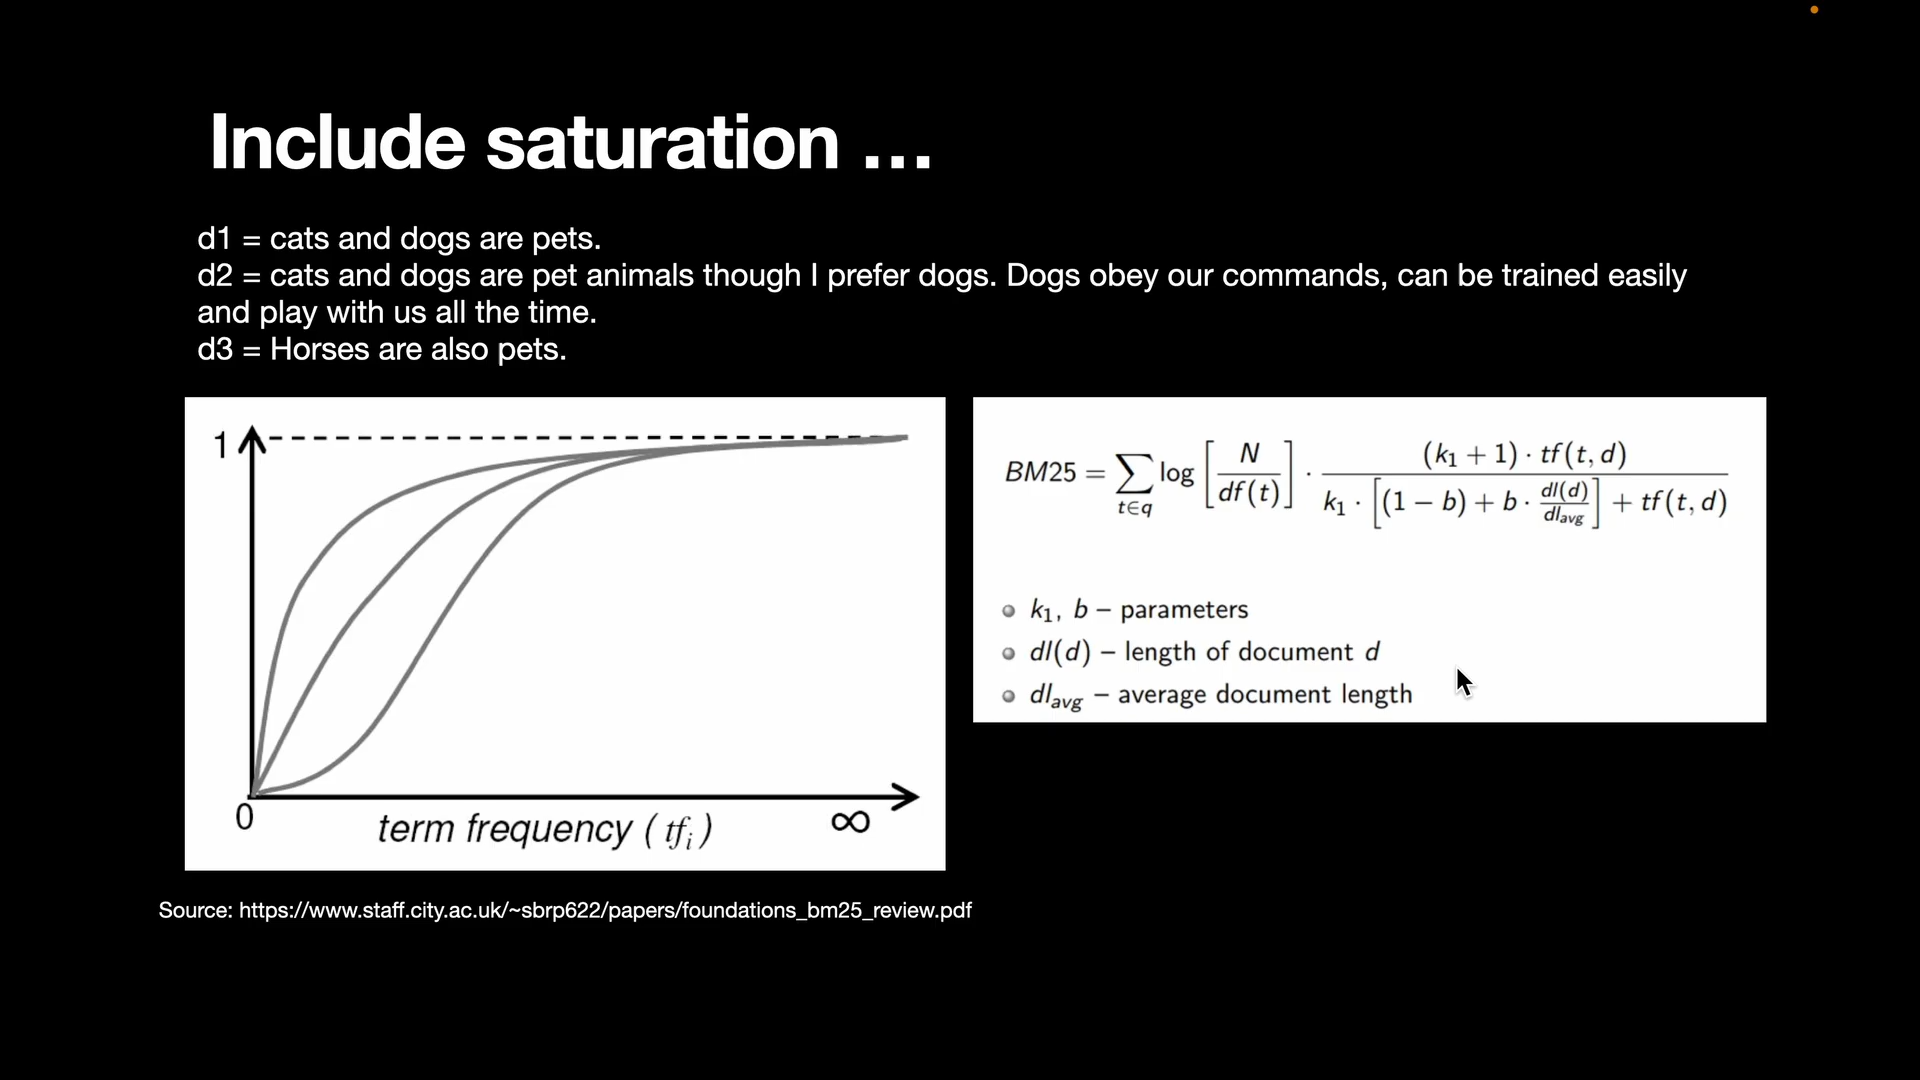 Include saturation ...
d1 = cats and dogs are pets.
d2 = cats and dogs are pet animals though I prefer dogs. Dogs obey our commands, can be trained easily
and play with us all the time.
d3 = Horses are also pets.
1
0
term frequency ( tfᵢ )
∞
BM25 = ∑_{t∈q} log [ N / df(t) ] · (k₁ + 1) · tf(t, d) / k₁ · [ (1 − b) + b · dl(d) / dl_avg ] + tf(t, d)
k₁, b – parameters
dl(d) – length of document d
dl_avg – average document length
Source: https://www.staff.city.ac.uk/~sbrp622/papers/foundations_bm25_review.pdf